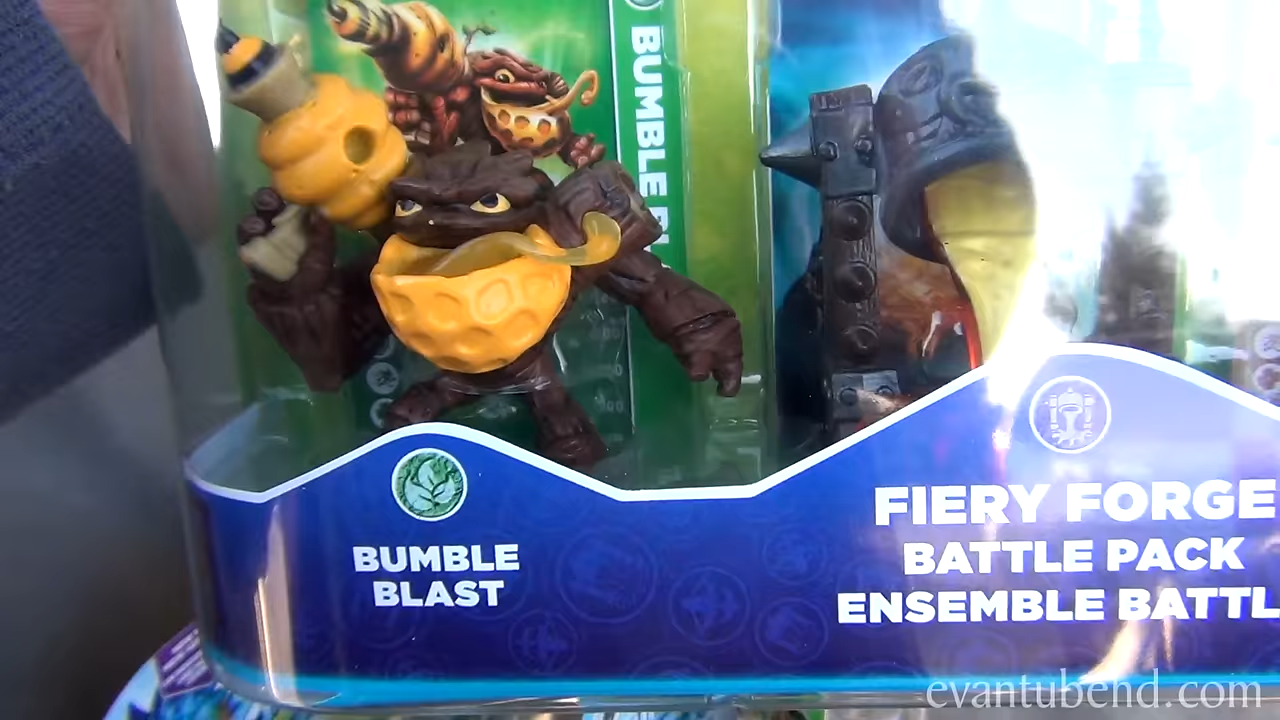 BUMBLE
BUMBLE
BLAST
FIERY FORGE
BATTLE PACK
ENSEMBLE BATTL
evantubehd.com